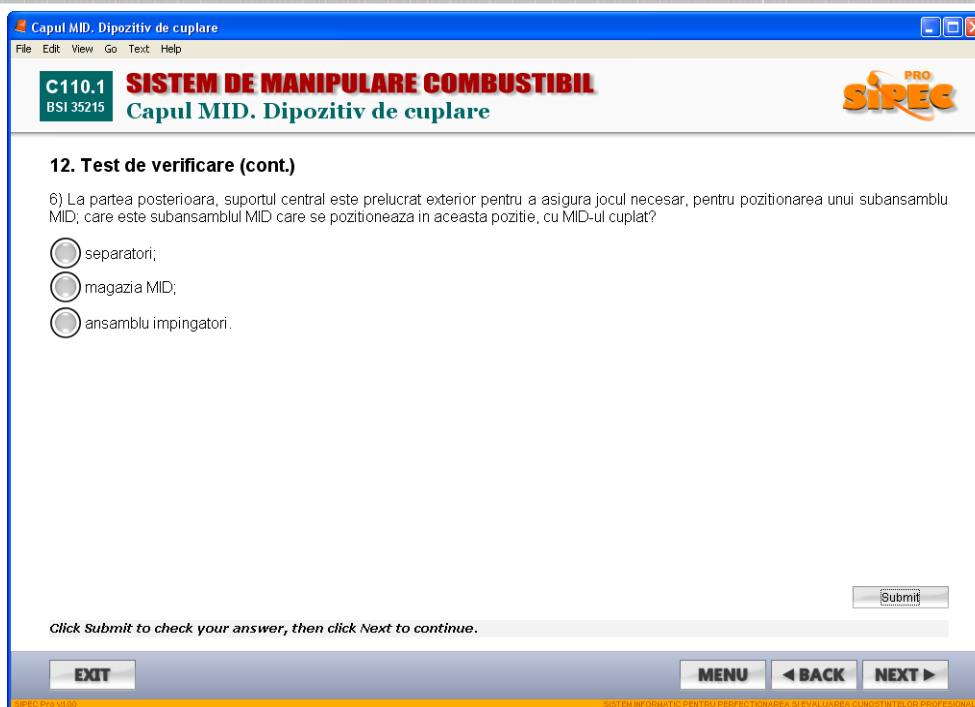 Capul MID. Dipozitiv de cuplare
File Edit View Go Text Help
C110.1
BSI 35215
SISTEM DE MANIPULARE COMBUSTIBIL
Capul MID. Dipozitiv de cuplare
PRO
SiPEC
12. Test de verificare (cont.)
6) La partea posterioara, suportul central este prelucrat exterior pentru a asigura jocul necesar, pentru pozitionarea unui subansamblu
MID; care este subansamblul MID care se pozitioneaza in aceasta pozitie, cu MID-ul cuplat?
separatori;
magazia MID;
ansamblu impingatori.
Submit
Click Submit to check your answer, then click Next to continue.
EXIT
MENU
BACK
NEXT
SIPEC Pro v1.00
SISTEM INFORMATIC PENTRU PERFECTIONAREA SI EVALUAREA CUNOSTINTELOR PROFESIONAL